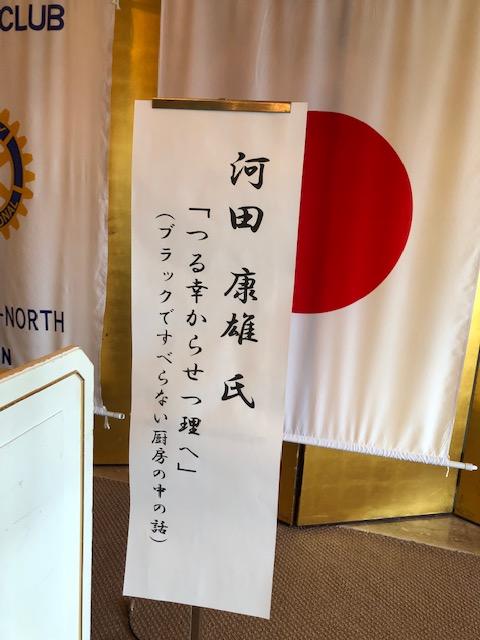 CLUB
ONAL
-NORTH
N
河田 康雄 氏
「つる幸からせつ理へ」
(ブラックですべらない厨房の中の話)